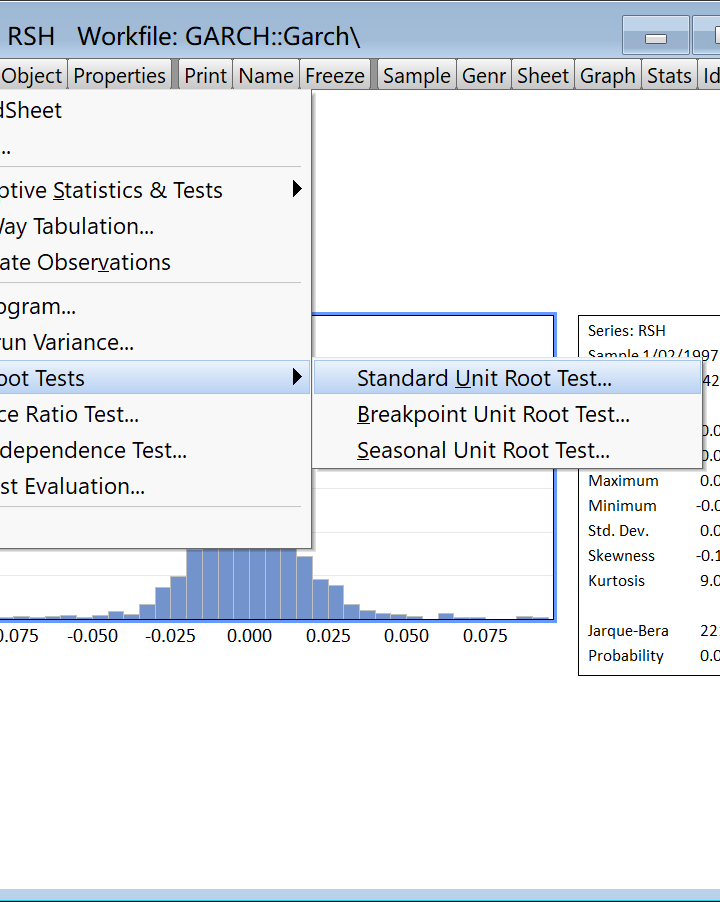 RSH Workfile: GARCH::Garch\
Object Properties Print Name Freeze Sample Genr Sheet Graph Stats Id
dSheet
...
ptive Statistics & Tests
Way Tabulation...
ate Observations
ogram...
run Variance...
oot Tests
Standard Unit Root Test...
ce Ratio Test...
Breakpoint Unit Root Test...
dependence Test...
Seasonal Unit Root Test...
st Evaluation...
Series: RSH
Sample 1/02/1997
42
0.0
0.0
Maximum 0.0
Minimum -0.0
Std. Dev. 0.0
Skewness -0.1
Kurtosis 9.0
Jarque-Bera 22
Probability 0.0
0.075 -0.050 -0.025 0.000 0.025 0.050 0.075